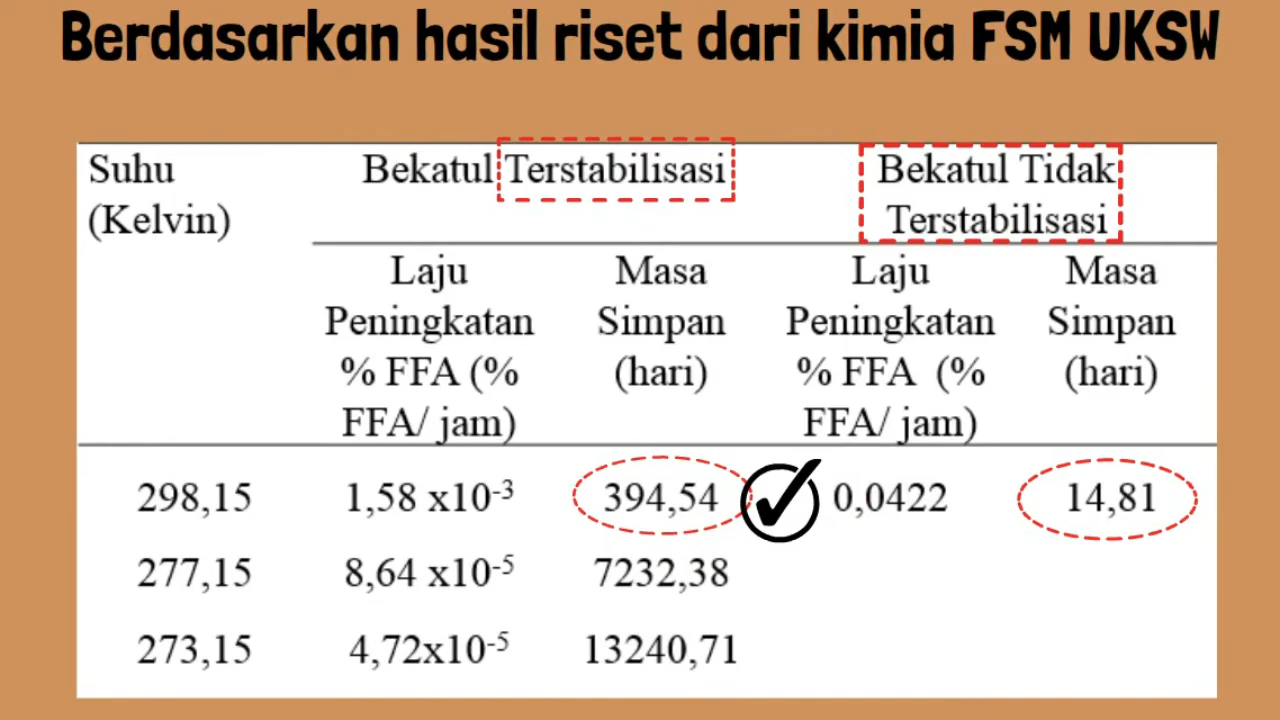 Berdasarkan hasil riset dari kimia FSM UKSW
Suhu
(Kelvin)
Bekatul Terstabilisasi
Bekatul Tidak
Terstabilisasi
Laju
Peningkatan
% FFA (%
FFA/ jam)
Masa
Simpan
(hari)
Laju
Peningkatan
% FFA (%
FFA/ jam)
Masa
Simpan
(hari)
298,15 1,58 x10⁻³ 394,54 0,0422 14,81
277,15 8,64 x10⁻⁵ 7232,38
273,15 4,72x10⁻⁵ 13240,71